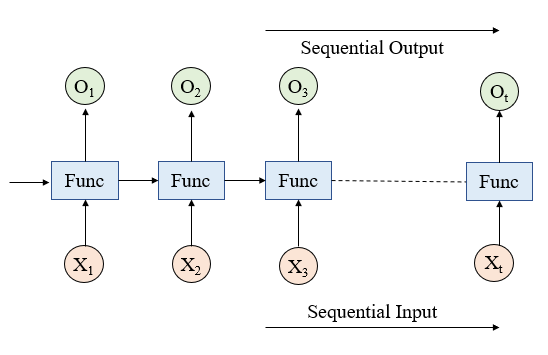 Sequential Output
O₁ O₂ O₃ Oₜ
Func Func Func Func
X₁ X₂ X₃ Xₜ
Sequential Input